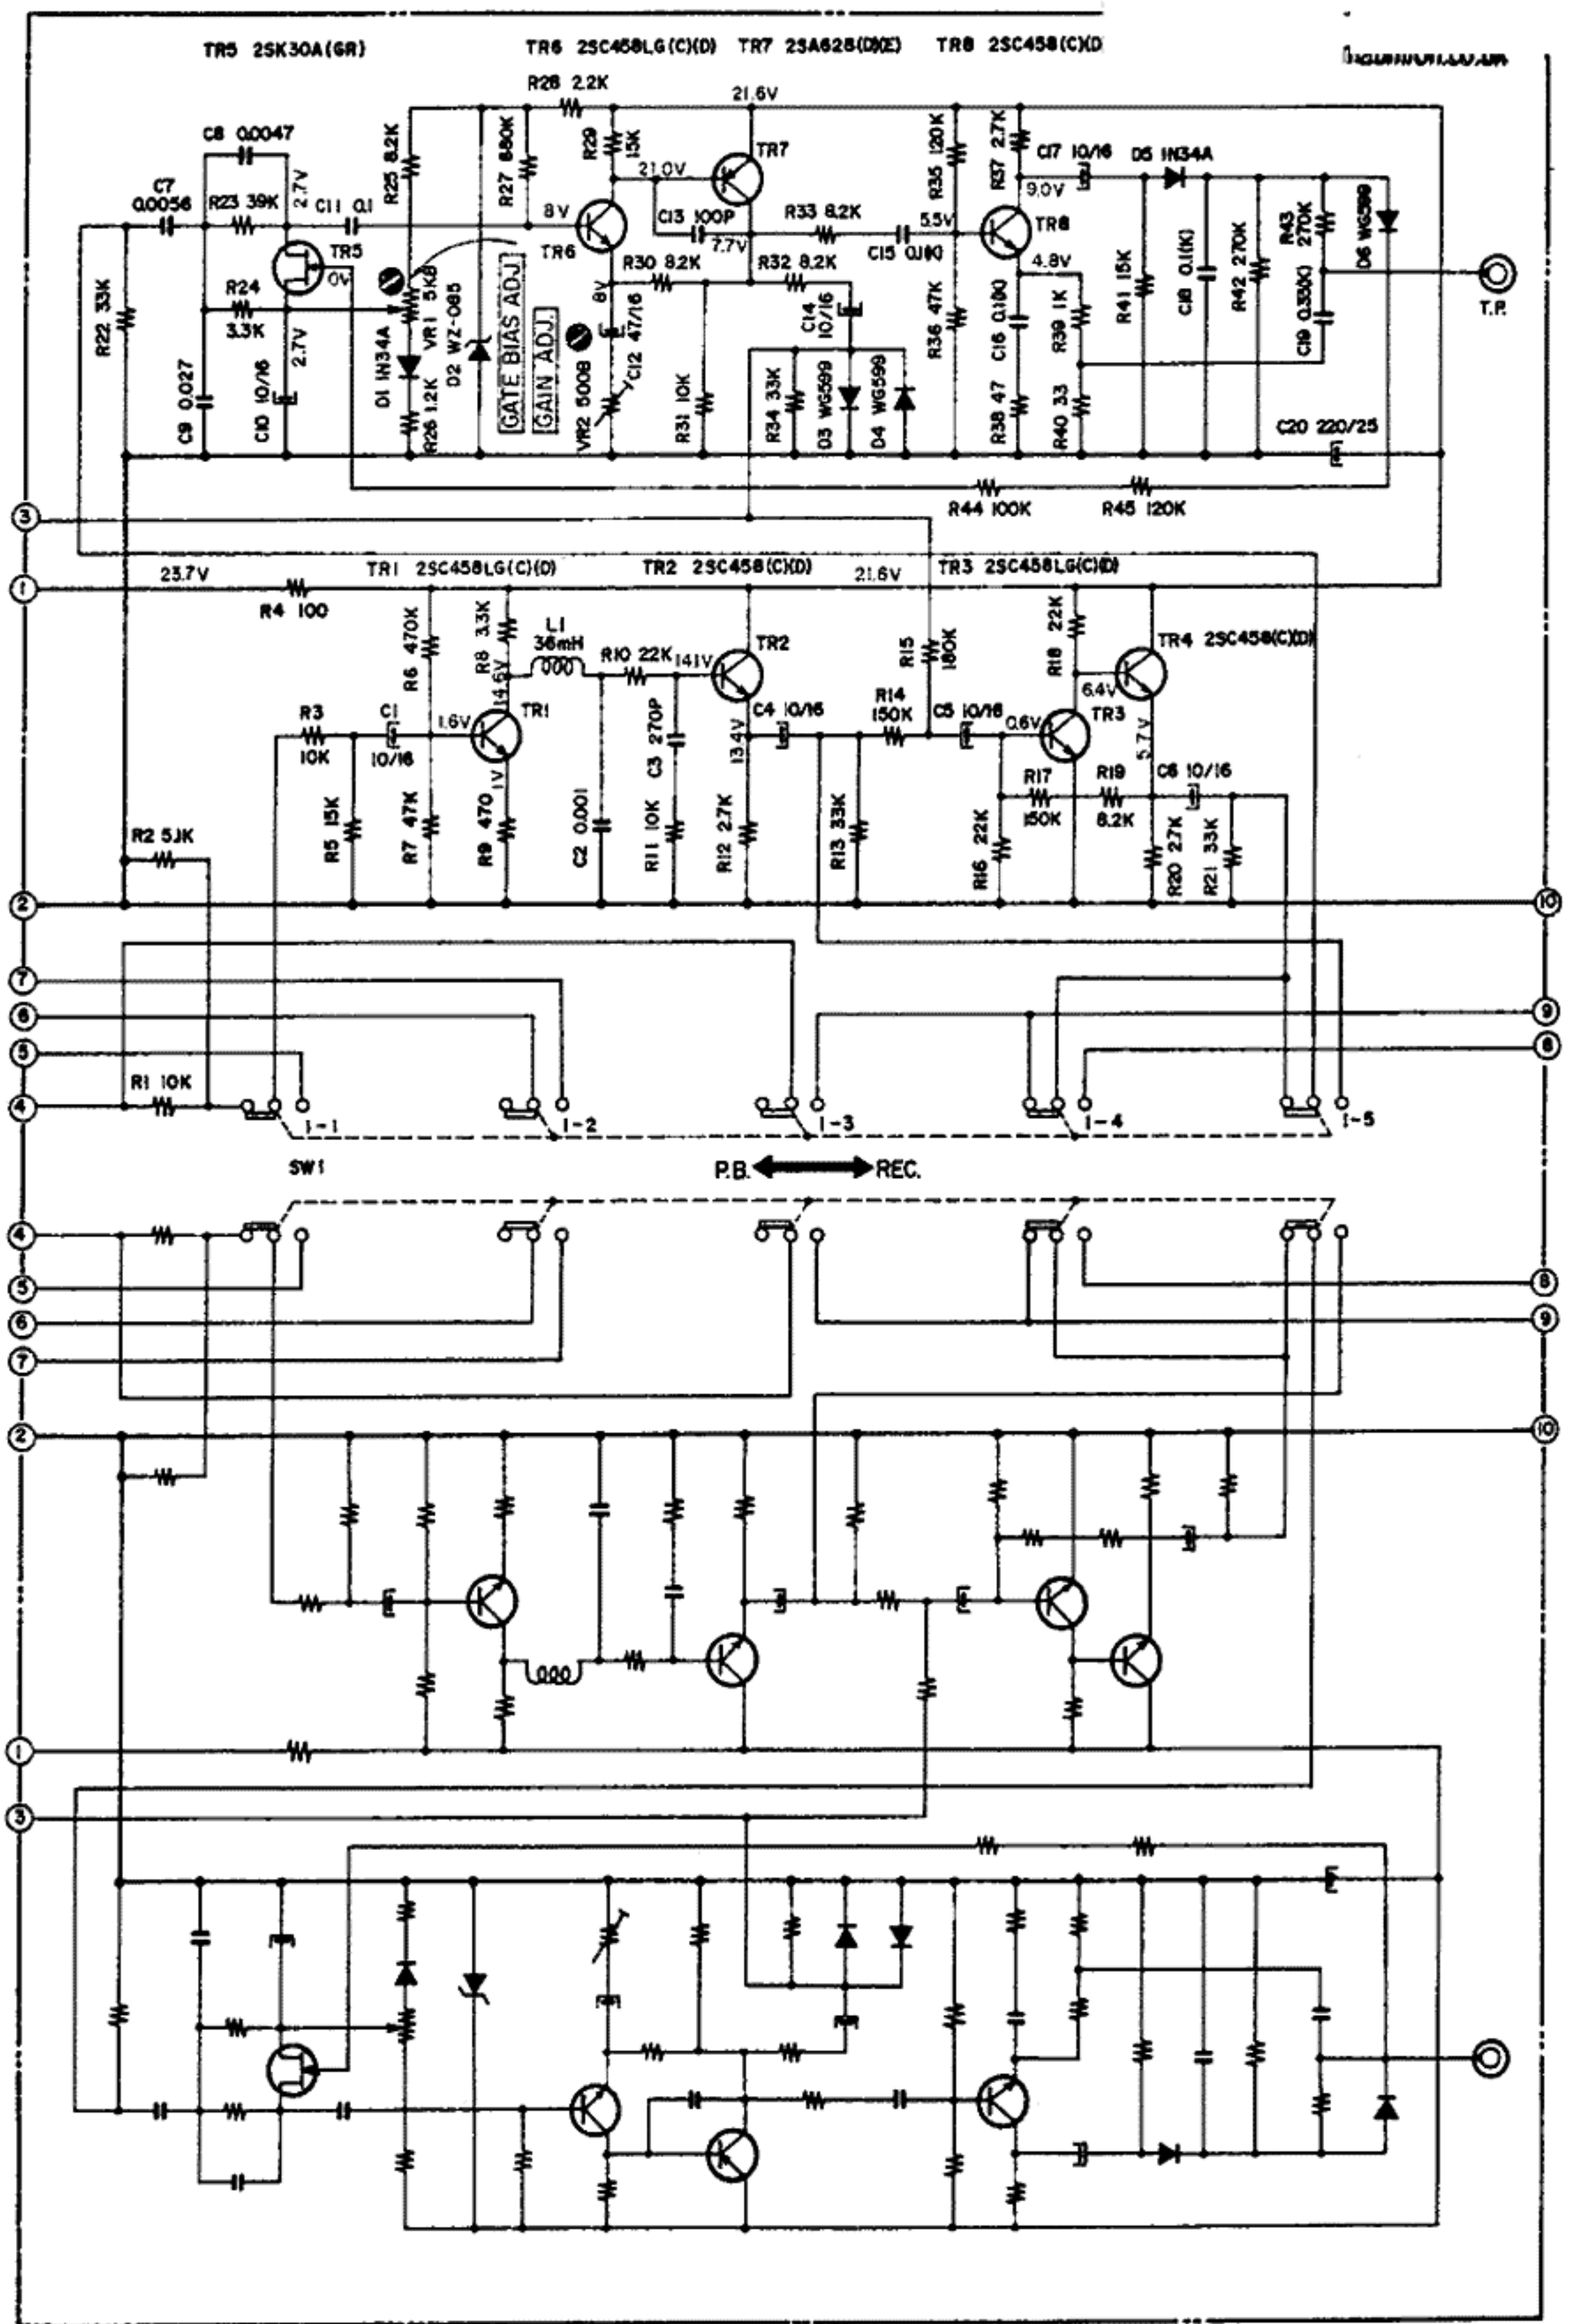 TR5 2SK30A(GR)
TR6 2SC458LG(C)(D)
TR7 2SA628(D)(E)
TR8 2SC458(C)(D
R28 2.2K
21.6V
C8 0.0047
R25 8.2K
R27 680K
R29 15K
TR7
R35 120K
R37 2.7K
C17 10/16
D5 IN34A
C7 0.0056
R23 39K
2.7V
C11 0.1
8V
21.0V
C13 100P
7.7V
R33 8.2K
5.5V
C15 0.1(K)
9.0V
TR8
4.8V
R43 270K
D6 WG599
TR5
0V
TR6
R22 33K
R24 3.3K
2.7V
VR1 5KB
D1 IN34A
R26 1.2K
D2 WZ-085
GATE BIAS ADJ.
GAIN ADJ.
8V
R30 8.2K
R32 8.2K
C12 47/16
VR2 500B
C14 10/16
R36 47K
C16 0.1(K)
R39 1K
R41 15K
C18 0.1(K)
R42 270K
C19 0.33(K)
T.P.
C9 0.027
C10 10/16
R31 10K
R34 33K
D3 WG599
D4 WG599
R38 47
R40 33
C20 220/25
R44 100K
R45 120K
3
23.7V
TR1 2SC458LG(C)(D)
TR2 2SC458(C)(D)
21.6V
TR3 2SC458LG(C)(D)
1
R4 100
R6 470K
R8 3.3K
L1 36mH
R10 22K
14.1V
TR2
R15 180K
R18 22K
TR4 2SC458(C)(D)
14.6V
6.4V
R3 10K
C1 10/16
1.6V
TR1
C3 270P
C4 10/16
13.4V
R14 150K
C5 10/16
0.6V
TR3
5.7V
1V
R2 5.1K
R5 15K
R7 47K
R9 470
C2 0.001
R11 10K
R12 2.7K
R13 33K
R16 22K
R17 150K
R19 8.2K
C6 10/16
R20 2.7K
R21 33K
2
10
7
6
9
5
8
R1 10K
4
1-1
1-2
1-3
1-4
1-5
SW1
P.B.
REC.
4
5
8
6
9
7
2
10
1
3